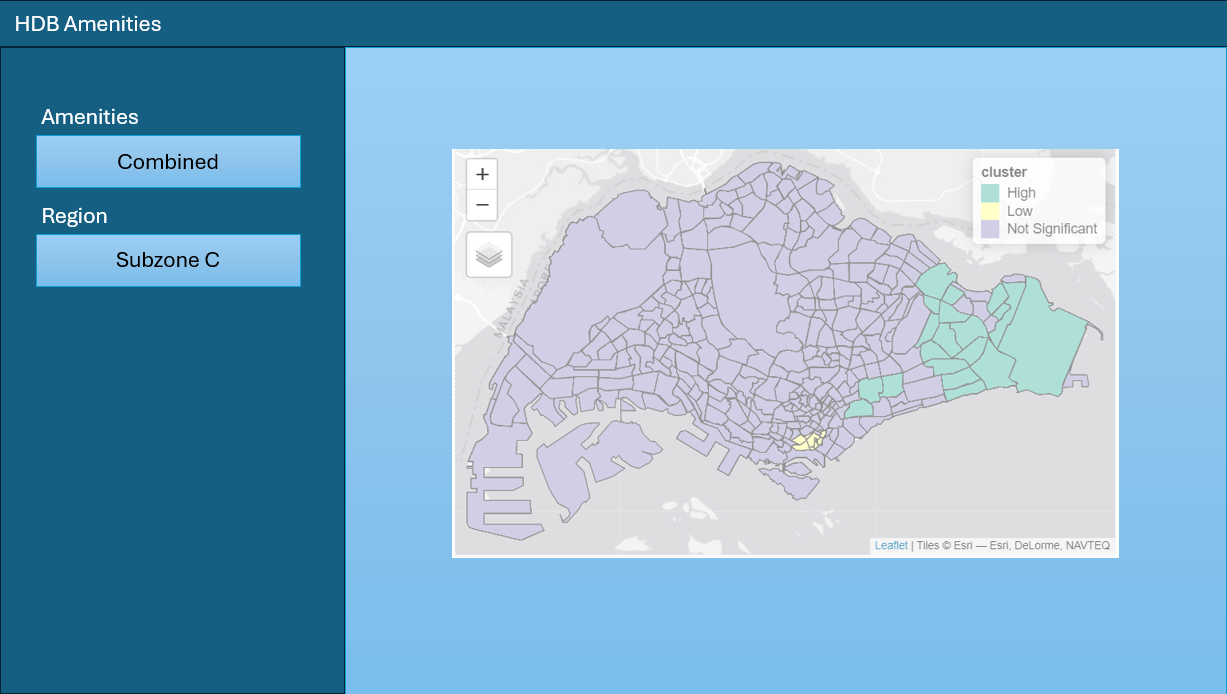 HDB Amenities
Amenities
Combined
Region
Subzone C
+
−
cluster
High
Low
Not Significant
MALAYSIA
Leaflet | Tiles © Esri — Esri, DeLorme, NAVTEQ